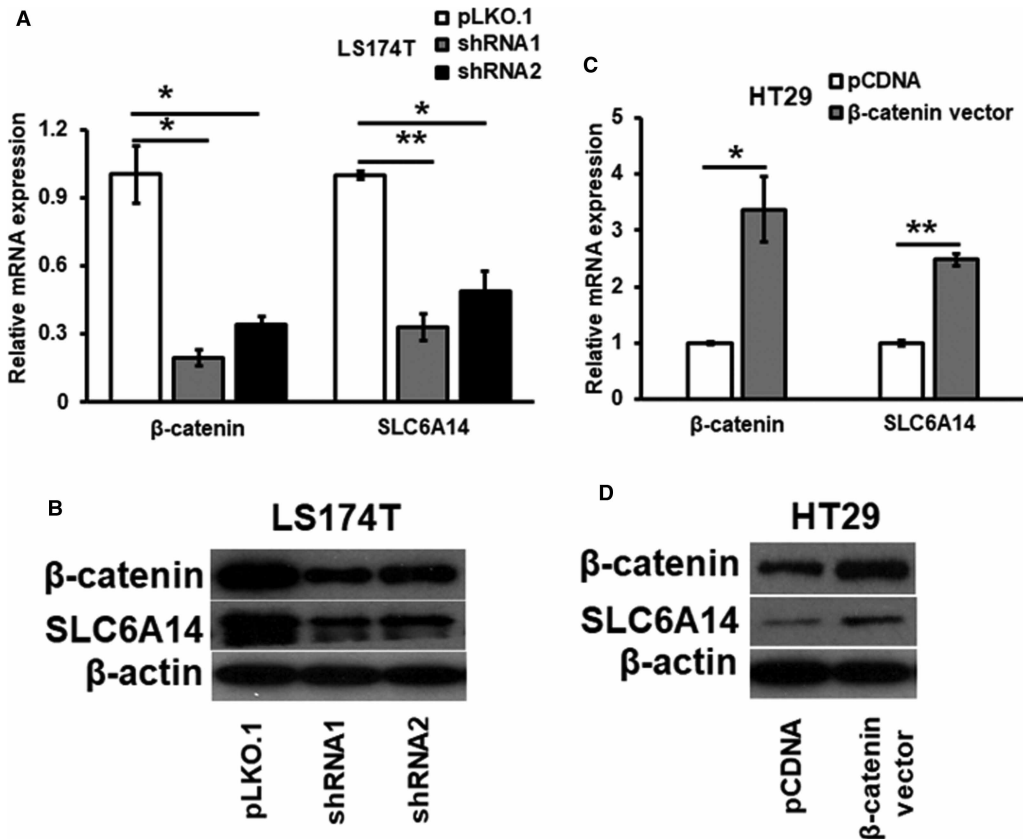 A
LS174T
pLKO.1
shRNA1
shRNA2
Relative mRNA expression
1.2
0.9
0.6
0.3
0
*
*
*
**
β-catenin
SLC6A14
C
HT29
pCDNA
β-catenin vector
Relative mRNA expression
5
4
3
2
1
0
*
**
β-catenin
SLC6A14
B
LS174T
β-catenin
SLC6A14
β-actin
pLKO.1
shRNA1
shRNA2
D
HT29
β-catenin
SLC6A14
β-actin
pCDNA
β-catenin
vector